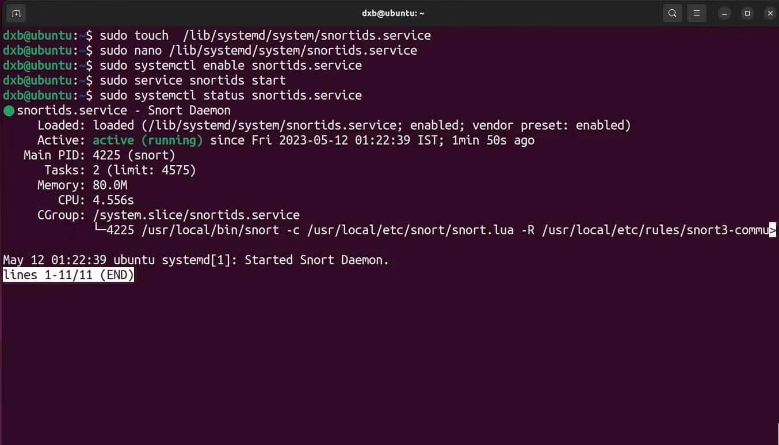 dxb@ubuntu: ~
dxb@ubuntu:~$ sudo touch  /lib/systemd/system/snortids.service
dxb@ubuntu:~$ sudo nano /lib/systemd/system/snortids.service
dxb@ubuntu:~$ sudo systemctl enable snortids.service
dxb@ubuntu:~$ sudo service snortids start
dxb@ubuntu:~$ sudo systemctl status snortids.service
● snortids.service - Snort Daemon
     Loaded: loaded (/lib/systemd/system/snortids.service; enabled; vendor preset: enabled)
     Active: active (running) since Fri 2023-05-12 01:22:39 IST; 1min 50s ago
   Main PID: 4225 (snort)
      Tasks: 2 (limit: 4575)
     Memory: 80.0M
        CPU: 4.556s
     CGroup: /system.slice/snortids.service
             └─4225 /usr/local/bin/snort -c /usr/local/etc/snort/snort.lua -R /usr/local/etc/rules/snort3-commu>
May 12 01:22:39 ubuntu systemd[1]: Started Snort Daemon.
lines 1-11/11 (END)